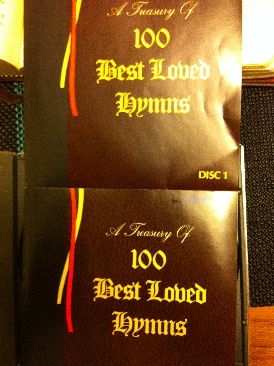 A Treasury Of
100
Best Loved
Hymns
DISC 1
A Treasury Of
100
Best Loved
Hymns